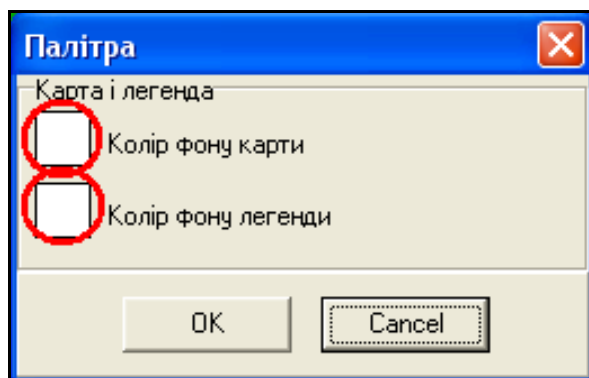 Палітра
Карта і легенда
Колір фону карти
Колір фону легенди
OK
Cancel